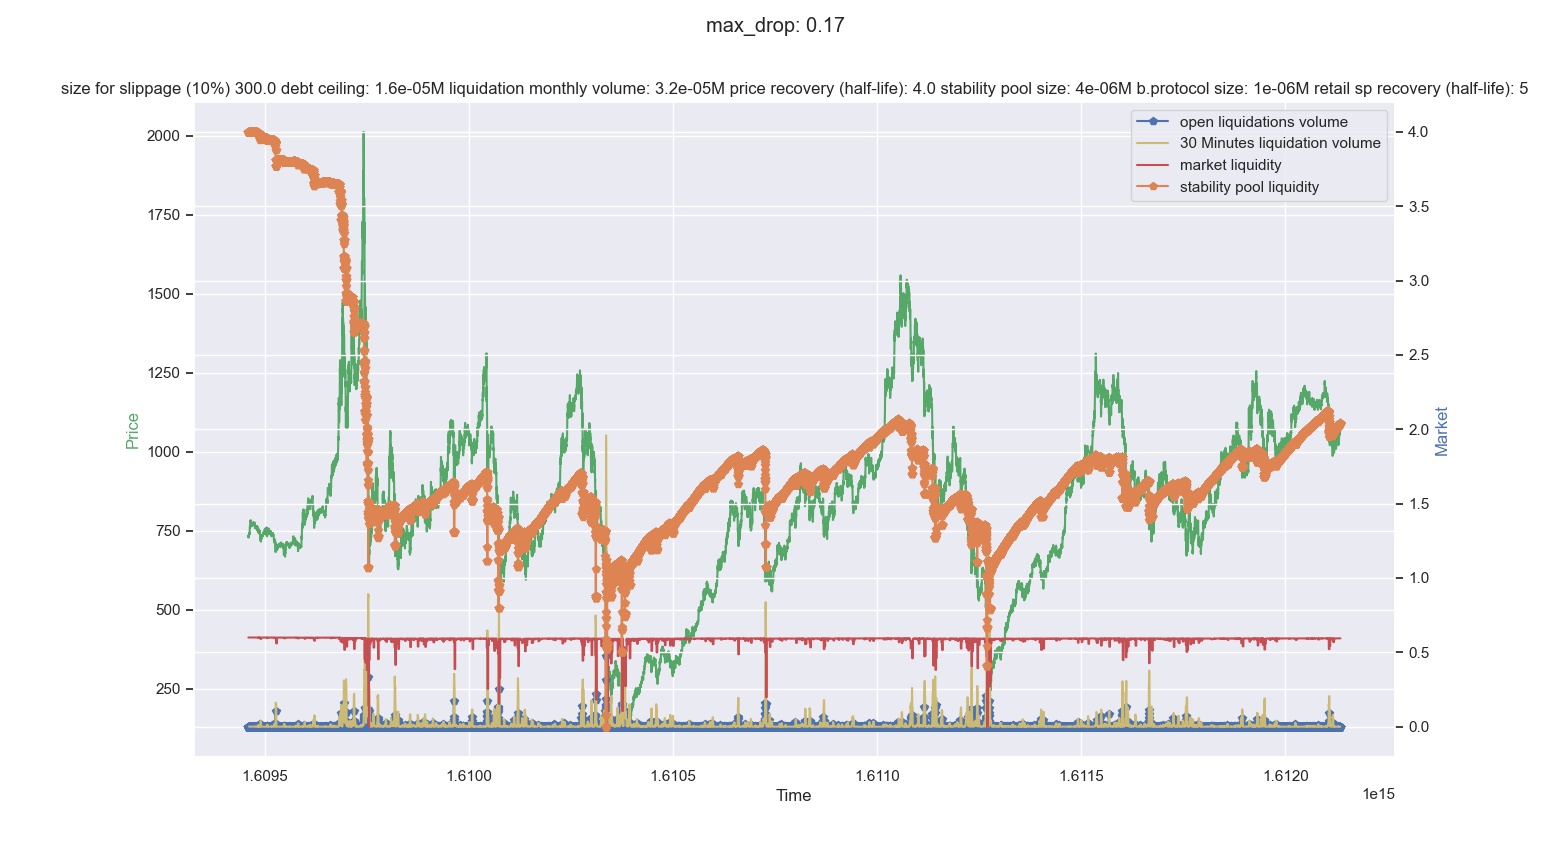 max_drop: 0.17
size for slippage (10%) 300.0 debt ceiling: 1.6e-05M liquidation monthly volume: 3.2e-05M price recovery (half-life): 4.0 stability pool size: 4e-06M b.protocol size: 1e-06M retail sp recovery (half-life): 5
open liquidations volume
30 Minutes liquidation volume
market liquidity
stability pool liquidity
2000
1750
1500
1250
1000
750
500
250
Price
4.0
3.5
3.0
2.5
2.0
1.5
1.0
0.5
0.0
Market
1.6095
1.6100
1.6105
1.6110
1.6115
1.6120
1e15
Time